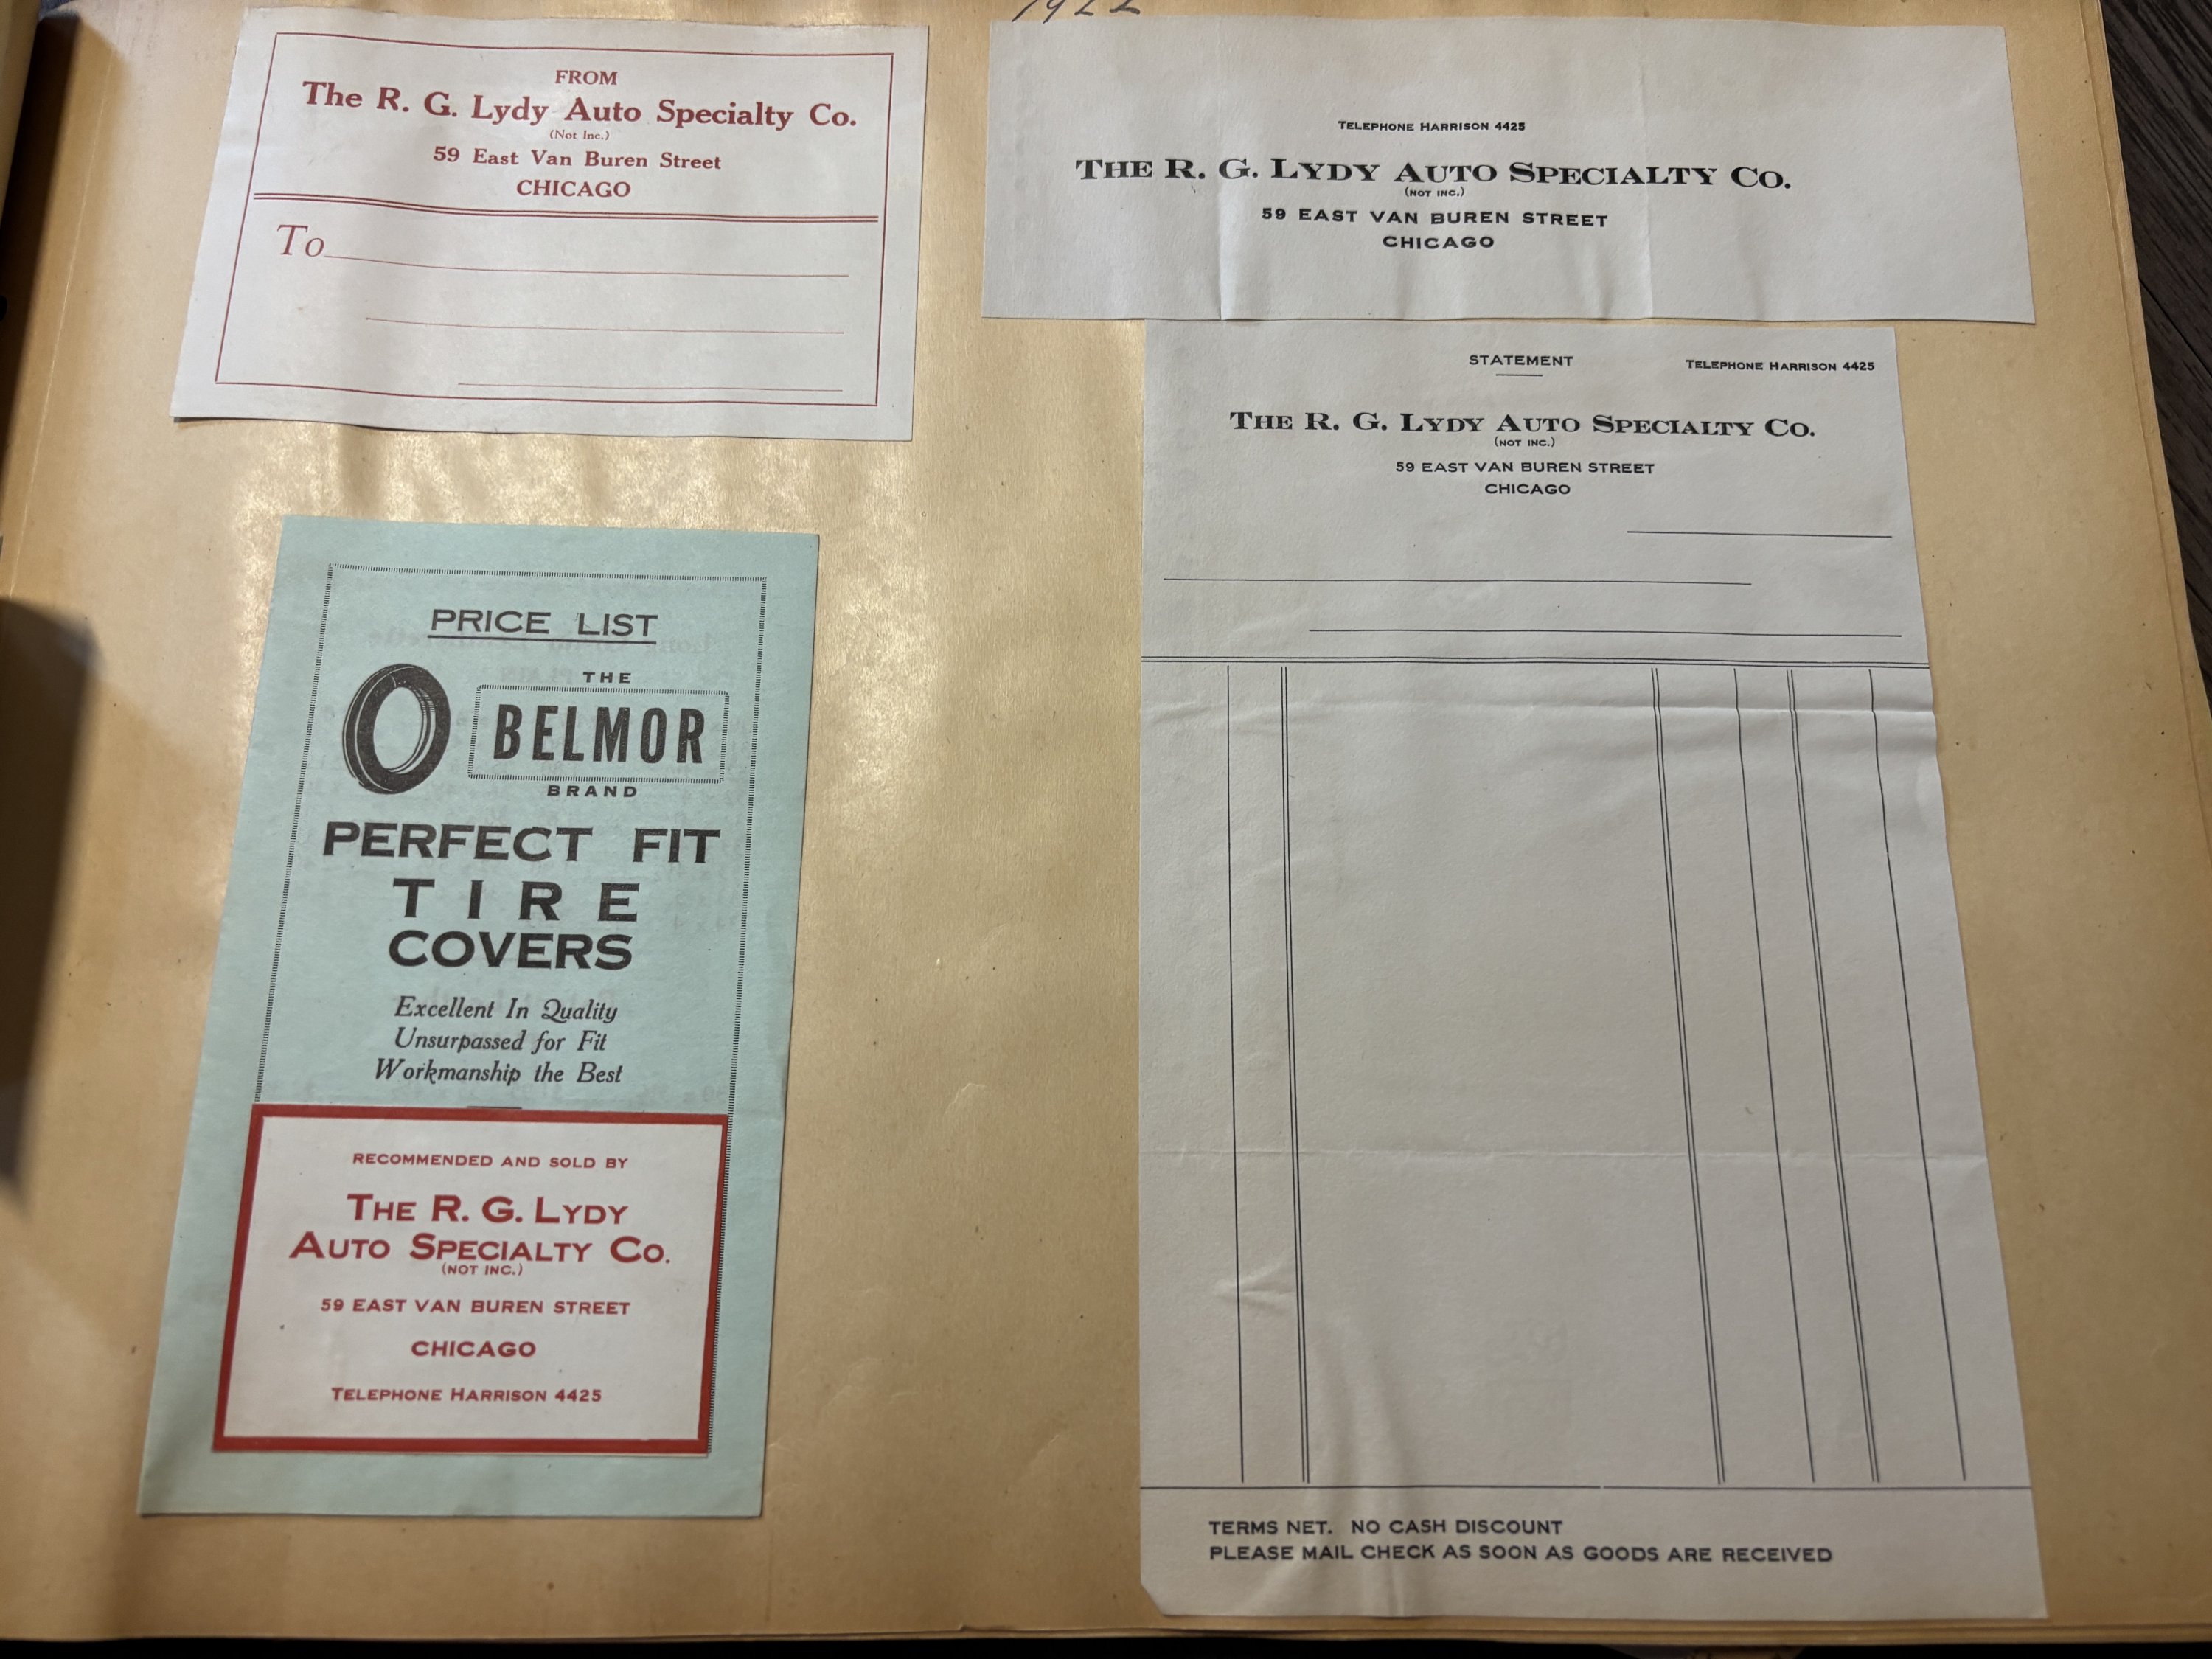 1922
FROM
The R. G. Lydy Auto Specialty Co.
(Not Inc.)
59 East Van Buren Street
CHICAGO
To
TELEPHONE HARRISON 4425
THE R. G. LYDY AUTO SPECIALTY CO.
(NOT INC.)
59 EAST VAN BUREN STREET
CHICAGO
PRICE LIST
THE
BELMOR
BRAND
PERFECT FIT
TIRE
COVERS
Excellent In Quality
Unsurpassed for Fit
Workmanship the Best
RECOMMENDED AND SOLD BY
THE R. G. LYDY
AUTO SPECIALTY CO.
(NOT INC.)
59 EAST VAN BUREN STREET
CHICAGO
TELEPHONE HARRISON 4425
STATEMENT
TELEPHONE HARRISON 4425
THE R. G. LYDY AUTO SPECIALTY CO.
(NOT INC.)
59 EAST VAN BUREN STREET
CHICAGO
TERMS NET. NO CASH DISCOUNT
PLEASE MAIL CHECK AS SOON AS GOODS ARE RECEIVED